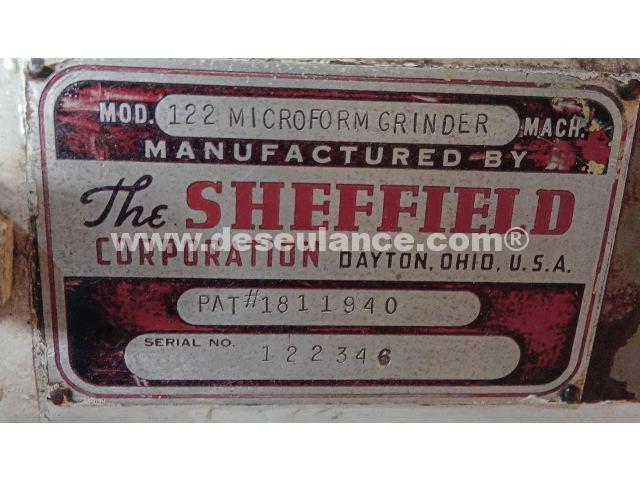 MOD. 122 MICROFORM GRINDER MACH.
MANUFACTURED BY
The SHEFFIELD
www.deseulance.com®
CORPORATION DAYTON, OHIO, U.S.A.
PAT# 1811940
SERIAL NO. 122346